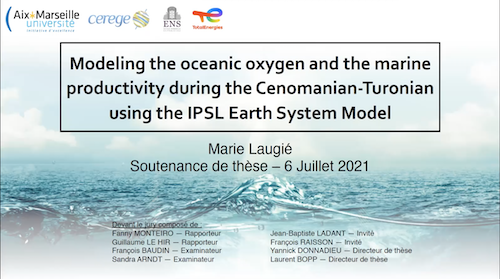 Aix*Marseille
université
Initiative d'excellence
cerege
ENS
TotalEnergies
Modeling the oceanic oxygen and the marine
productivity during the Cenomanian-Turonian
using the IPSL Earth System Model
Marie Laugié
Soutenance de thèse – 6 Juillet 2021
Devant le jury composé de :
Fanny MONTEIRO — Rapporteur
Guillaume LE HIR — Rapporteur
François BAUDIN — Examinateur
Sandra ARNDT — Examinateur
Jean-Baptiste LADANT — Invité
François RAISSON — Invité
Yannick DONNADIEU — Directeur de thèse
Laurent BOPP — Directeur de thèse